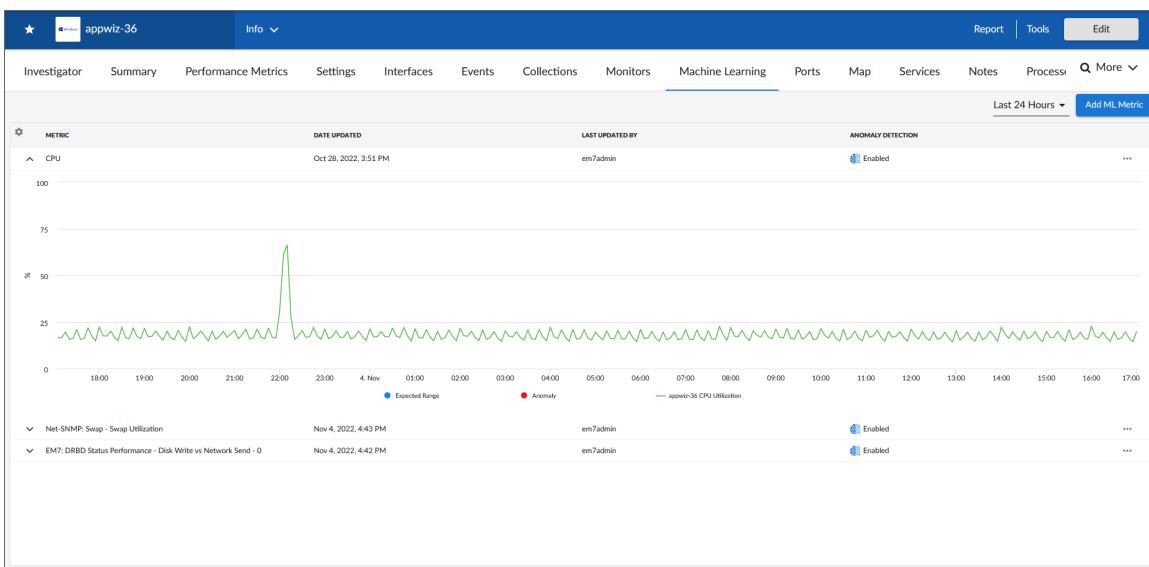 appwiz-36 Info Report Tools Edit
Investigator Summary Performance Metrics Settings Interfaces Events Collections Monitors Machine Learning Ports Map Services Notes Process More
Last 24 Hours Add ML Metric
METRIC DATE UPDATED LAST UPDATED BY ANOMALY DETECTION
CPU Oct 28, 2022, 3:51 PM em7admin Enabled ...
100
75
% 50
25
0
18:00 19:00 20:00 21:00 22:00 23:00 4. Nov 01:00 02:00 03:00 04:00 05:00 06:00 07:00 08:00 09:00 10:00 11:00 12:00 13:00 14:00 15:00 16:00 17:00
Expected Range Anomaly appwiz-36 CPU Utilization
Net-SNMP: Swap - Swap Utilization Nov 4, 2022, 4:43 PM em7admin Enabled ...
EM7: DRBD Status Performance - Disk Write vs Network Send - 0 Nov 4, 2022, 4:42 PM em7admin Enabled ...